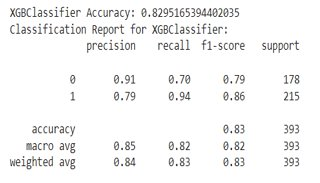 XGBClassifier Accuracy: 0.8295165394402035
Classification Report for XGBClassifier:
precision recall f1-score support
0 0.91 0.70 0.79 178
1 0.79 0.94 0.86 215
accuracy 0.83 393
macro avg 0.85 0.82 0.82 393
weighted avg 0.84 0.83 0.83 393